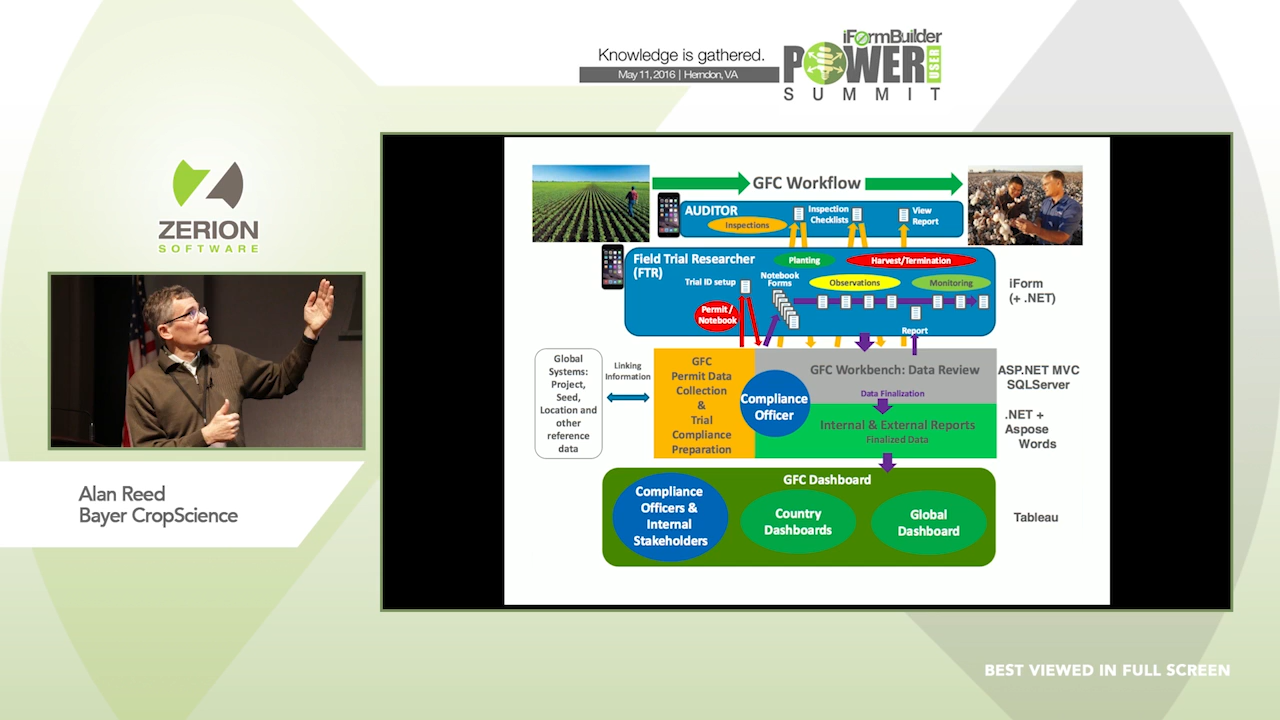 Knowledge is gathered.
May 11, 2016 | Herndon, VA
iFormBuilder
POWER
USER
SUMMIT
ZERION
SOFTWARE
Alan Reed
Bayer CropScience
GFC Workflow
AUDITOR
Inspections
Inspection
Checklists
View
Report
Field Trial Researcher
(FTR)
Planting
Harvest/Termination
Trial ID setup
Notebook
Forms
Observations
Monitoring
Permit /
Notebook
Report
iForm
(+ .NET)
Global
Systems:
Project,
Seed,
Location and
other
reference
data
Linking
Information
GFC
Permit Data
Collection
&
Trial
Compliance
Preparation
Compliance
Officer
GFC Workbench: Data Review
Data Finalization
Internal & External Reports
Finalized Data
ASP.NET MVC
SQLServer
.NET +
Aspose
Words
GFC Dashboard
Compliance
Officers &
Internal
Stakeholders
Country
Dashboards
Global
Dashboard
Tableau
BEST VIEWED IN FULL SCREEN